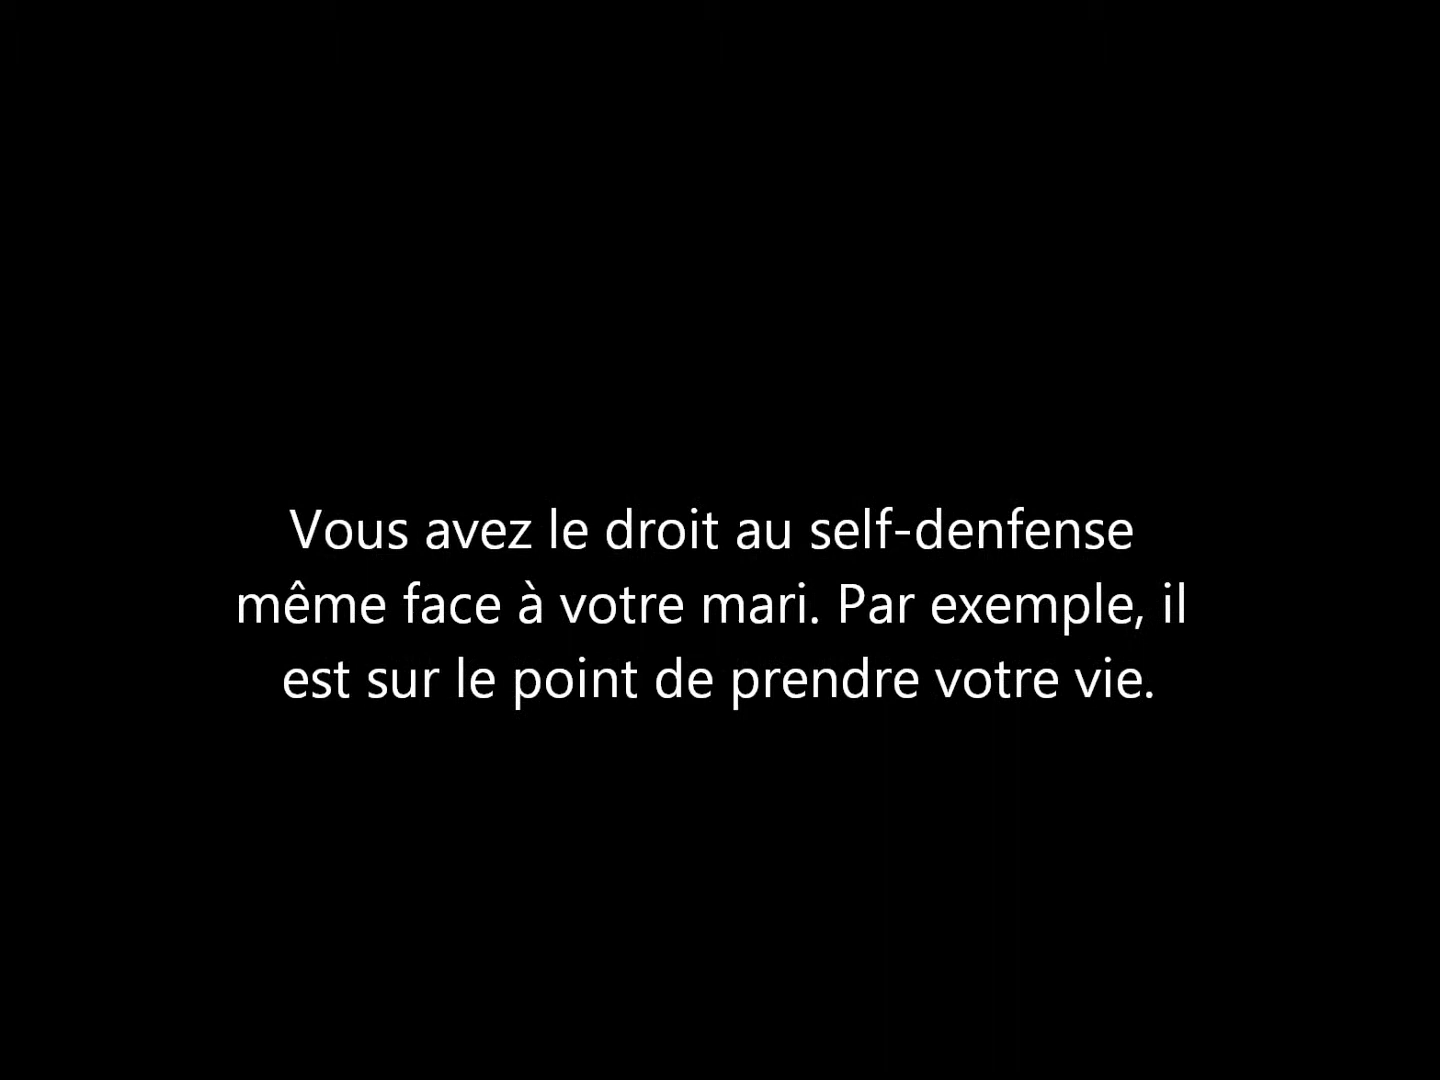 Vous avez le droit au self-denfense
même face à votre mari. Par exemple, il
est sur le point de prendre votre vie.